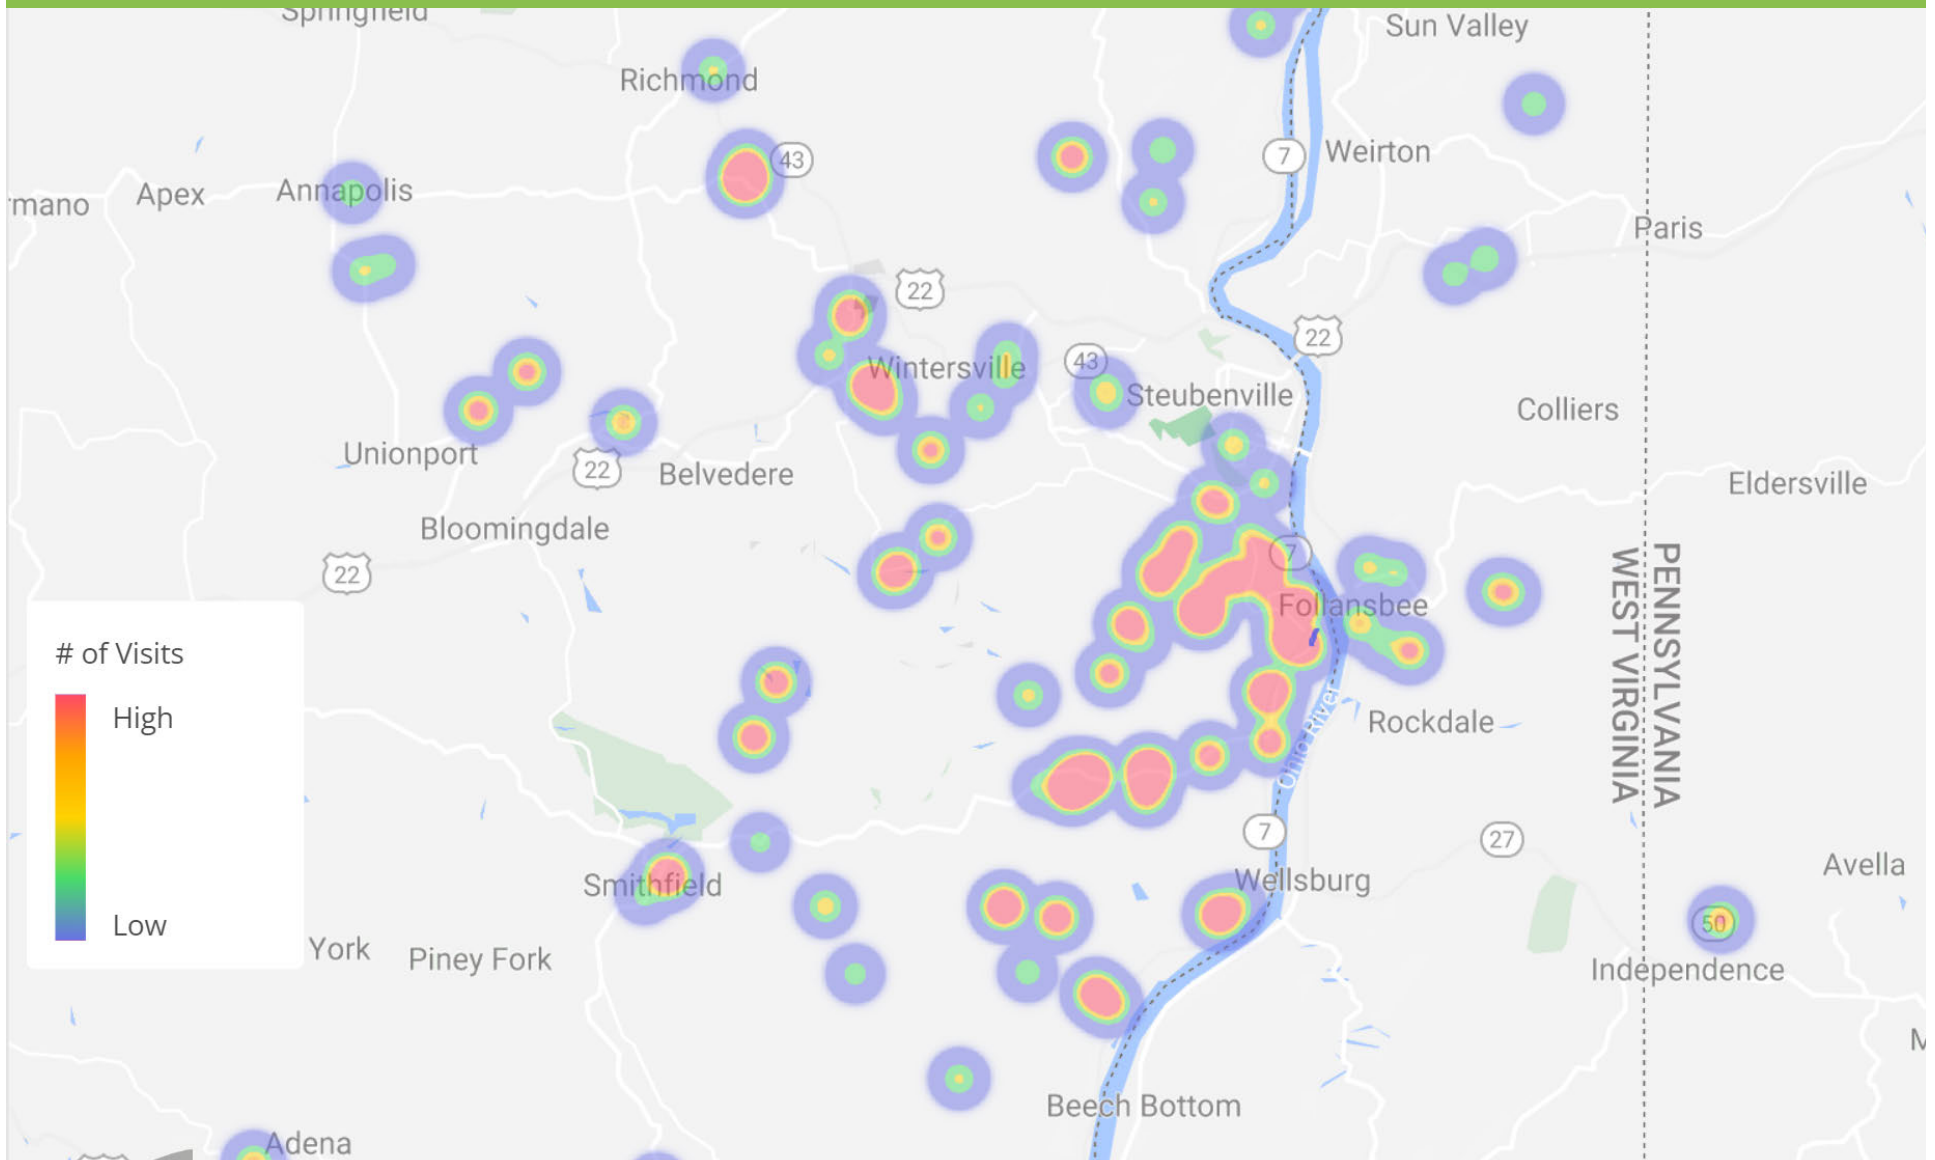 Springfield
Sun Valley
Richmond
43
7
Weirton
Apex
Annapolis
rmano
Paris
22
22
Wintersville
43
Steubenville
Colliers
Unionport
22
Belvedere
Eldersville
Bloomingdale
22
7
Follansbee
PENNSYLVANIA
WEST VIRGINIA
# of Visits
High
Low
Rockdale
Ohio River
7
27
Smithfield
Wellsburg
Avella
50
York
Piney Fork
Independence
M
Beech Bottom
Adena